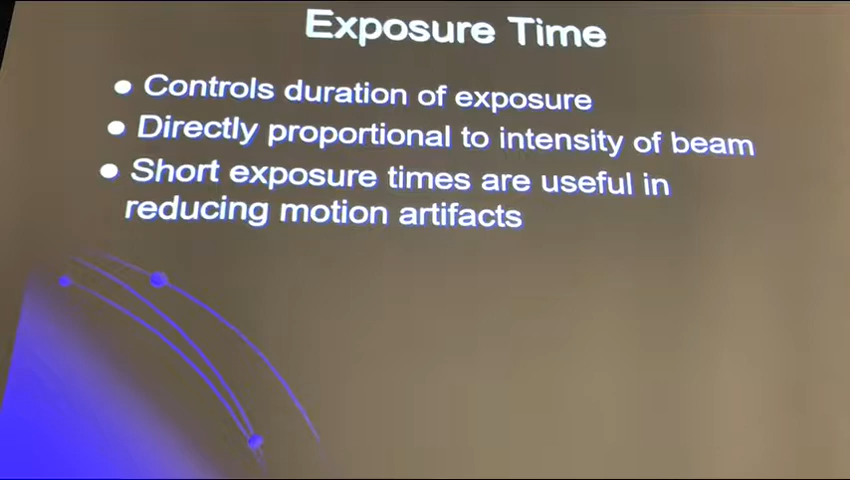 Exposure Time
● Controls duration of exposure
● Directly proportional to intensity of beam
● Short exposure times are useful in
reducing motion artifacts